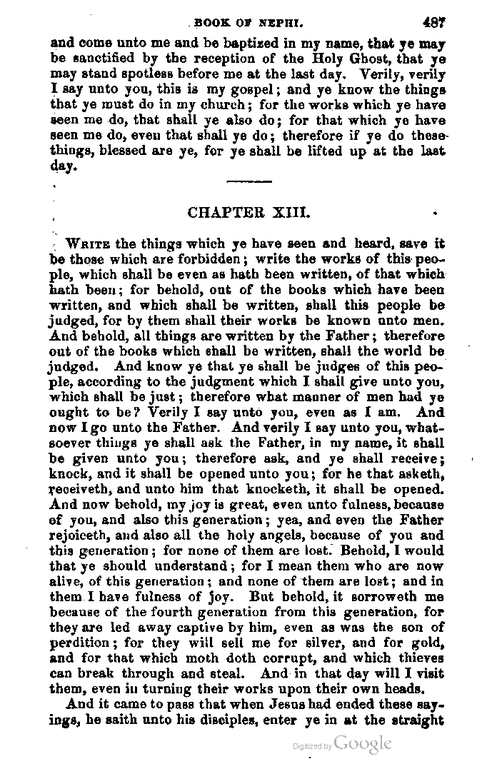 BOOK OF NEPHI. 487
and come unto me and be baptized in my name, that ye may
be sanctified by the reception of the Holy Ghost, that ye
may stand spotless before me at the last day. Verily, verily
I say unto you, this is my gospel; and ye know the things
that ye must do in my church; for the works which ye have
seen me do, that shall ye also do; for that which ye have
seen me do, even that shall ye do; therefore if ye do these
things, blessed are ye, for ye shall be lifted up at the last
day.
CHAPTER XIII.
WRITE the things which ye have seen and heard, save it
be those which are forbidden; write the works of this peo-
ple, which shall be even as hath been written, of that which
hath been; for behold, out of the books which have been
written, and which shall be written, shall this people be
judged, for by them shall their works be known unto men.
And behold, all things are written by the Father; therefore
out of the books which shall be written, shall the world be
judged. And know ye that ye shall be judges of this peo-
ple, according to the judgment which I shall give unto you,
which shall be just; therefore what manner of men had ye
ought to be? Verily I say unto you, even as I am. And
now I go unto the Father. And verily I say unto you, what-
soever things ye shall ask the Father, in my name, it shall
be given unto you; therefore ask, and ye shall receive;
knock, and it shall be opened unto you; for he that asketh,
receiveth, and unto him that knocketh, it shall be opened.
And now behold, my joy is great, even unto fulness, because
of you, and also this generation; yea, and even the Father
rejoiceth, and also all the holy angels, because of you and
this generation; for none of them are lost. Behold, I would
that ye should understand; for I mean them who are now
alive, of this generation; and none of them are lost; and in
them I have fulness of joy. But behold, it sorroweth me
because of the fourth generation from this generation, for
they are led away captive by him, even as was the son of
perdition; for they will sell me for silver, and for gold,
and for that which moth doth corrupt, and which thieves
can break through and steal. And in that day will I visit
them, even in turning their works upon their own heads.
And it came to pass that when Jesus had ended these say-
ings, he saith unto his disciples, enter ye in at the straight
Digitized by Google